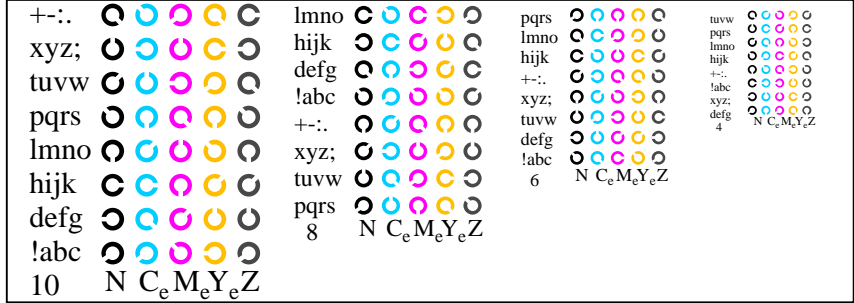 +-:.
xyz;
tuvw
pqrs
lmno
hijk
defg
!abc
10 N CeMeYeZ
lmno
hijk
defg
!abc
+-:.
xyz;
tuvw
pqrs
8 N CeMeYeZ
pqrs
lmno
hijk
+-:.
xyz;
tuvw
defg
!abc
6 N CeMeYeZ
tuvw
pqrs
lmno
hijk
+-:.
!abc
xyz;
defg
4 N CeMeYeZ